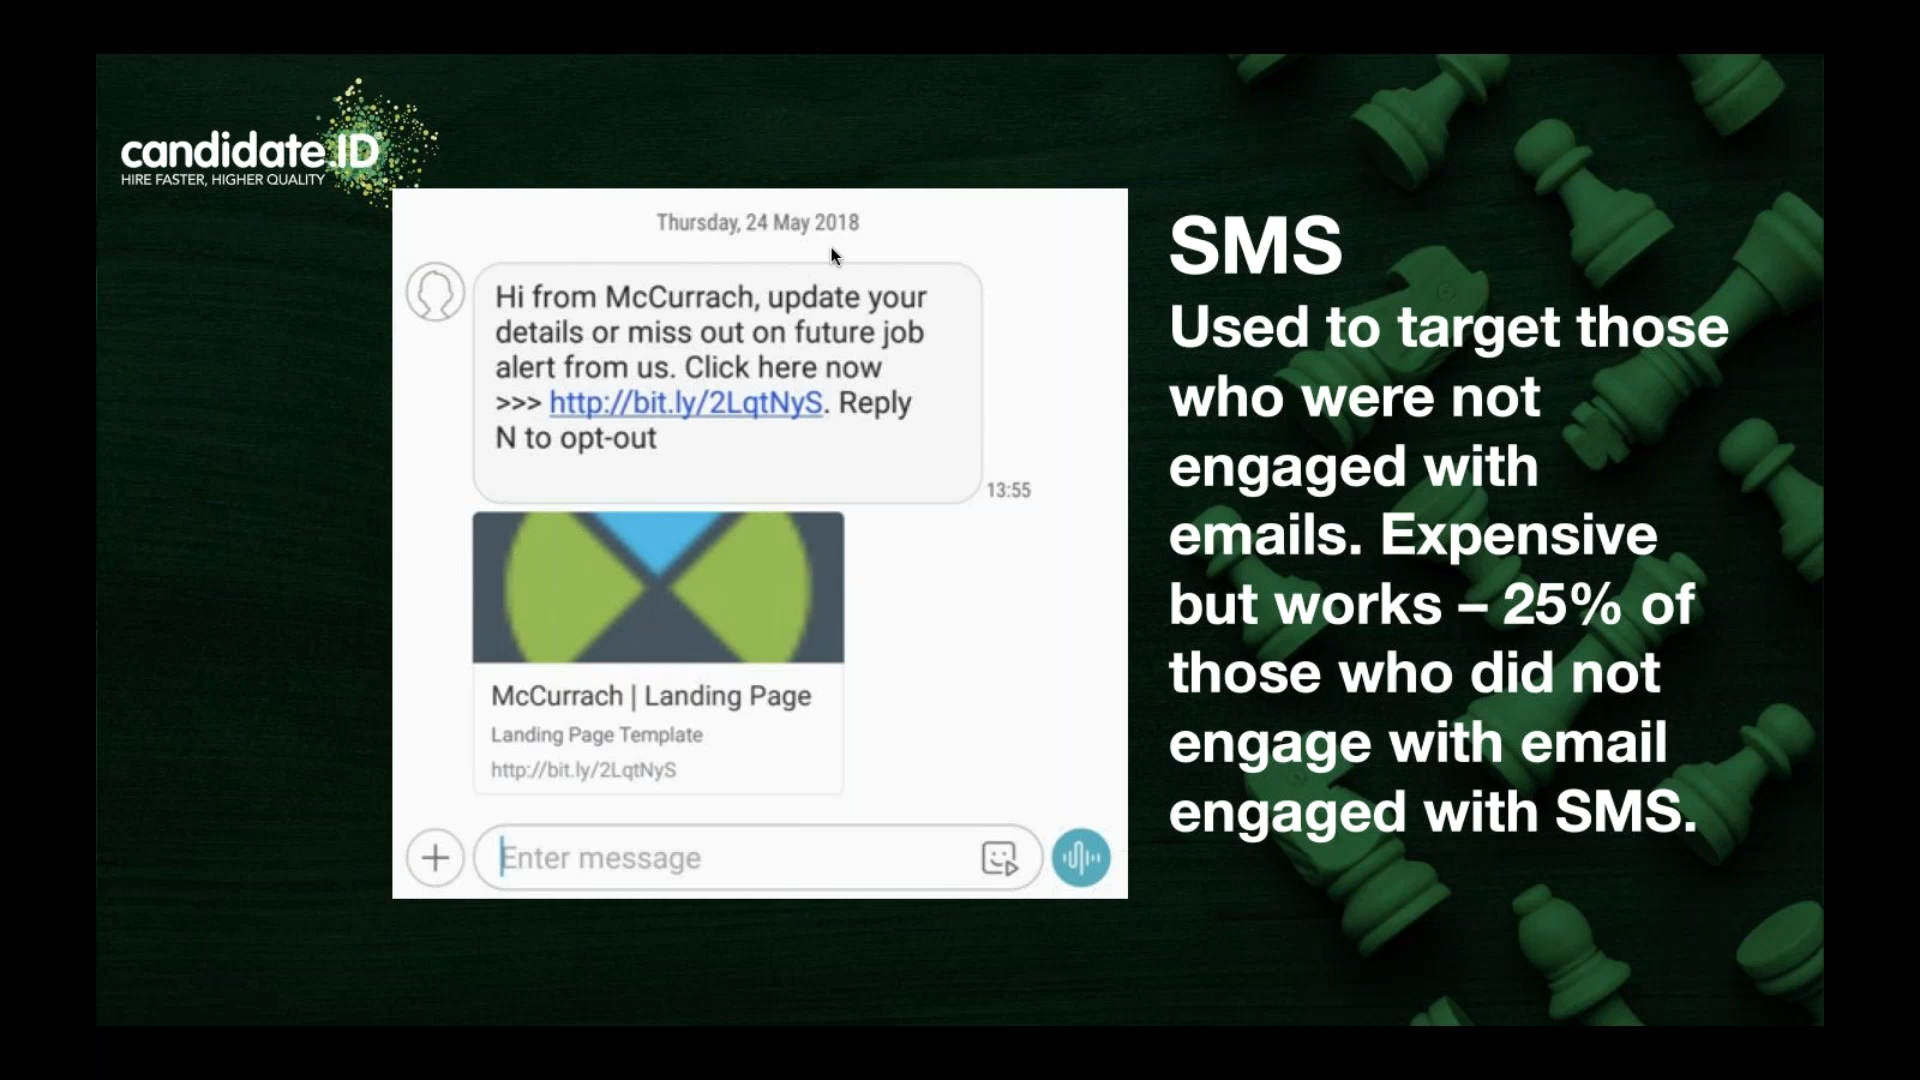 candidate.ID
HIRE FASTER, HIGHER QUALITY
Thursday, 24 May 2018
Hi from McCurrach, update your
details or miss out on future job
alert from us. Click here now
>>> http://bit.ly/2LqtNyS. Reply
N to opt-out
13:55
McCurrach | Landing Page
Landing Page Template
http://bit.ly/2LqtNyS
Enter message
SMS
Used to target those
who were not
engaged with
emails. Expensive
but works – 25% of
those who did not
engage with email
engaged with SMS.